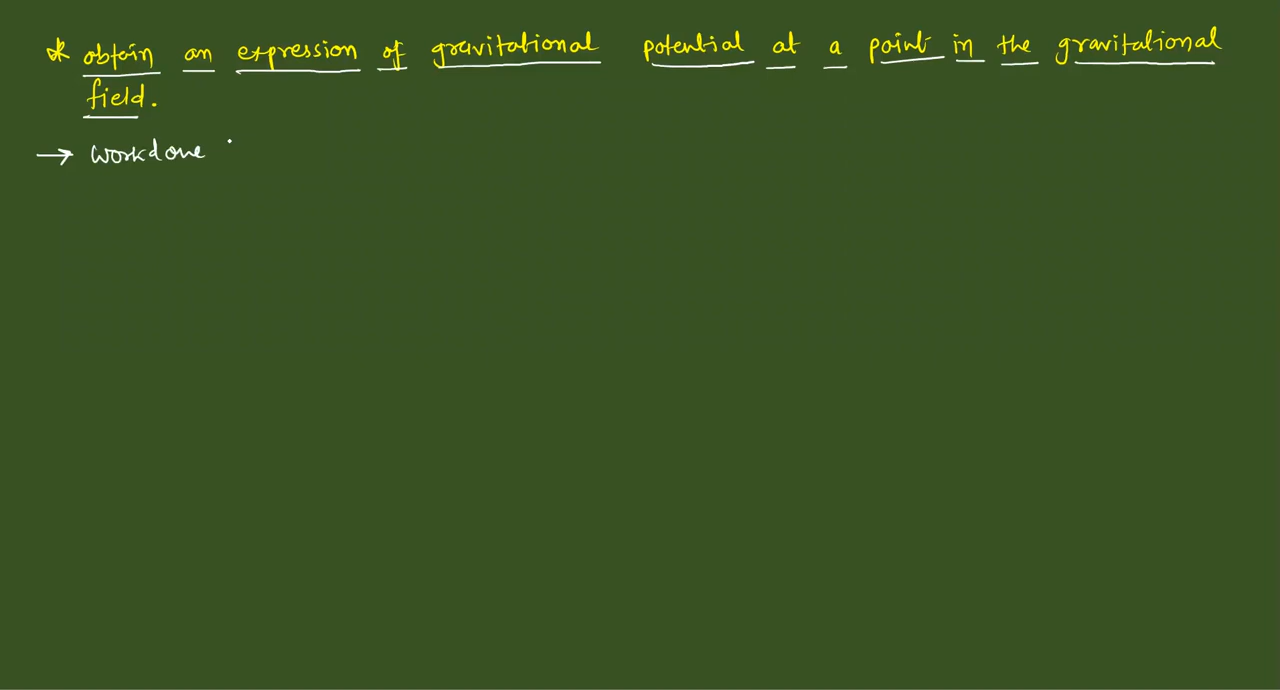 * obtain an expression of gravitational potential at a point in the gravitational
field.
→ workdone